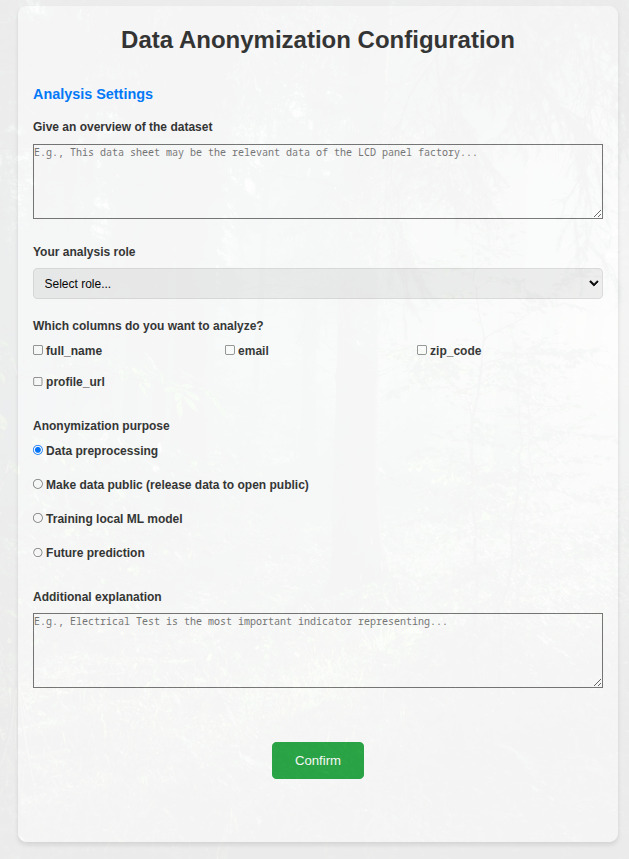 Data Anonymization Configuration
Analysis Settings
Give an overview of the dataset
E.g., This data sheet may be the relevant data of the LCD panel factory...
Your analysis role
Select role...
Which columns do you want to analyze?
full_name email zip_code
profile_url
Anonymization purpose
Data preprocessing
Make data public (release data to open public)
Training local ML model
Future prediction
Additional explanation
E.g., Electrical Test is the most important indicator representing...
Confirm